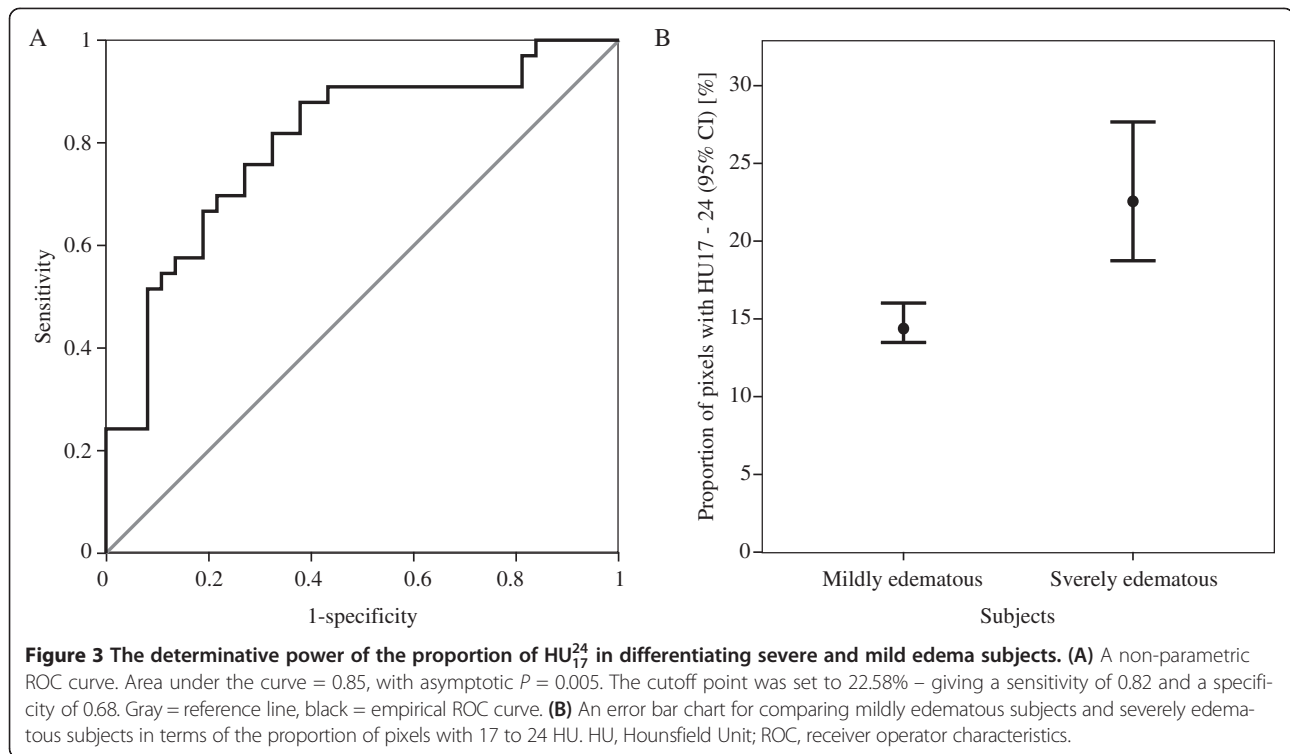 A
1
0.8
0.6
0.4
0.2
0
Sensitivity
0
0.2
0.4
0.6
0.8
1
1-specificity
B
Proportion of pixels with HU17 - 24 (95% CI) [%]
30
25
20
15
10
5
0
Mildly edematous
Sverely edematous
Subjects
Figure 3 The determinative power of the proportion of HU₁₇²⁴ in differentiating severe and mild edema subjects. (A) A non-parametric
ROC curve. Area under the curve = 0.85, with asymptotic P = 0.005. The cutoff point was set to 22.58% – giving a sensitivity of 0.82 and a specifi-
city of 0.68. Gray = reference line, black = empirical ROC curve. (B) An error bar chart for comparing mildly edematous subjects and severely edema-
tous subjects in terms of the proportion of pixels with 17 to 24 HU. HU, Hounsfield Unit; ROC, receiver operator characteristics.